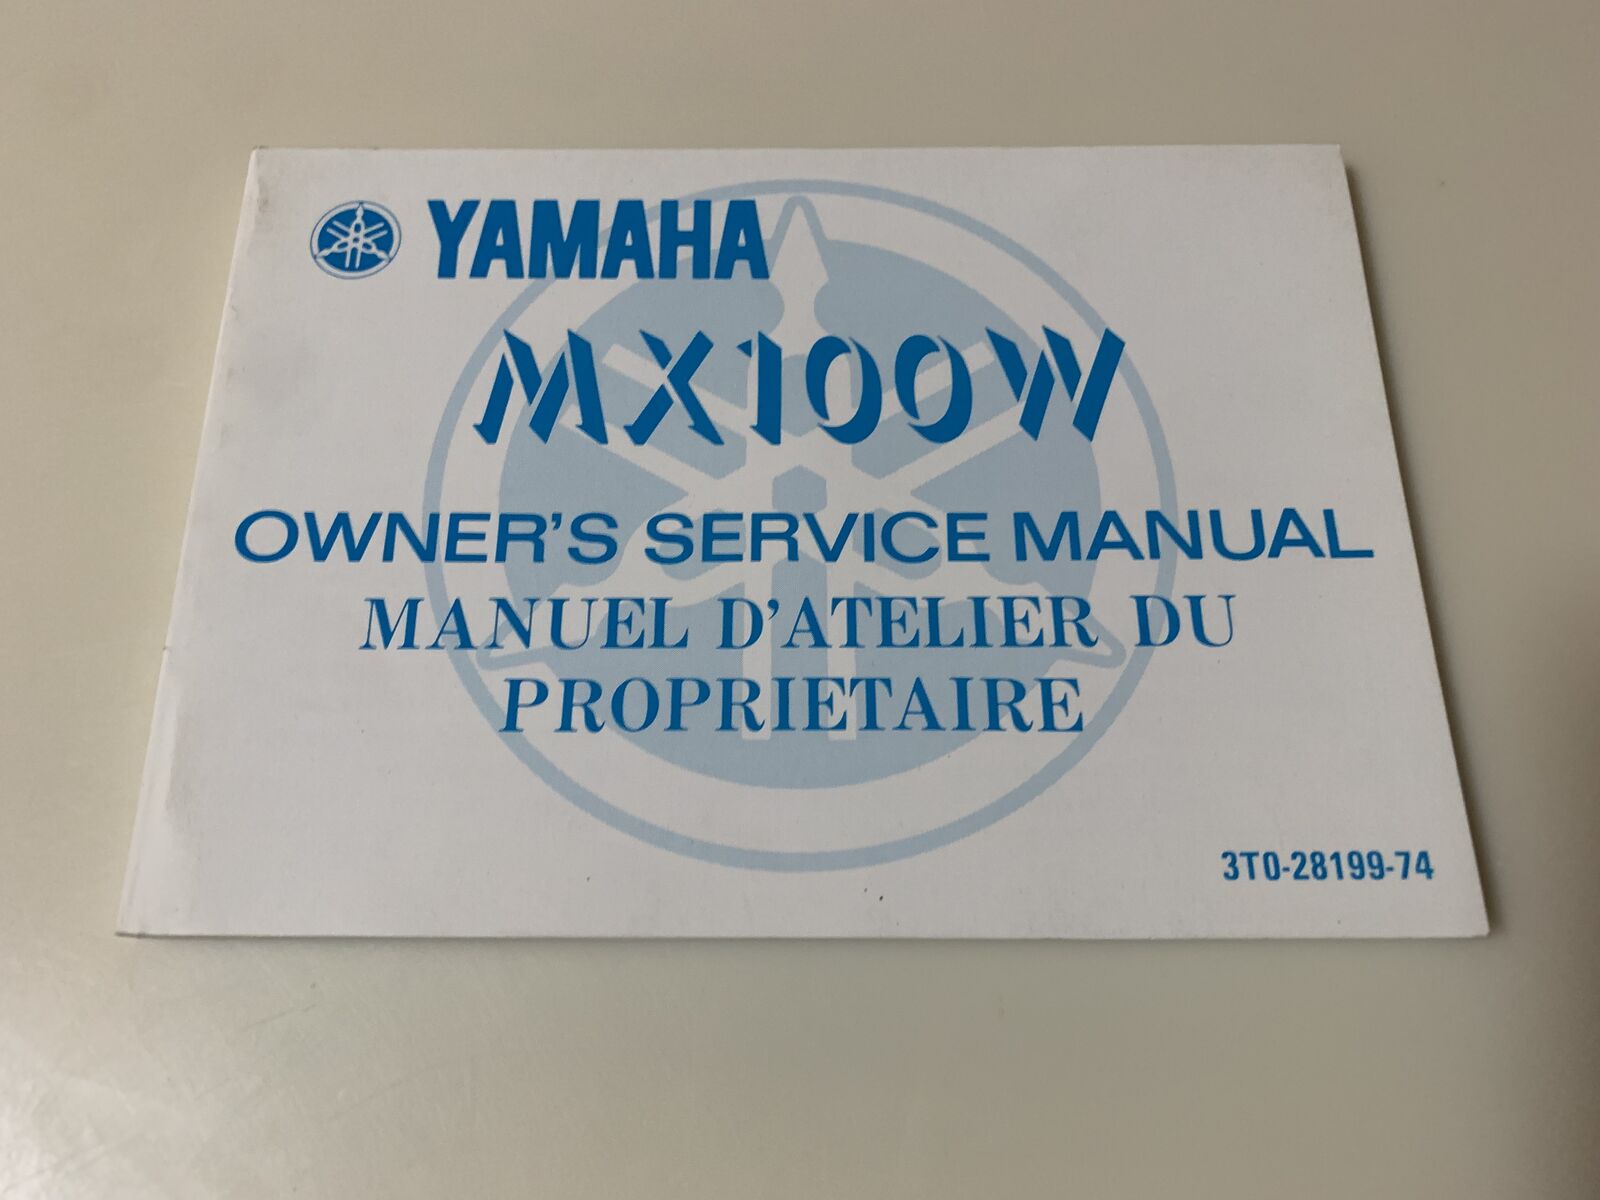 YAMAHA
MX100W
OWNER'S SERVICE MANUAL
MANUEL D'ATELIER DU
PROPRIETAIRE
3T0-28199-74